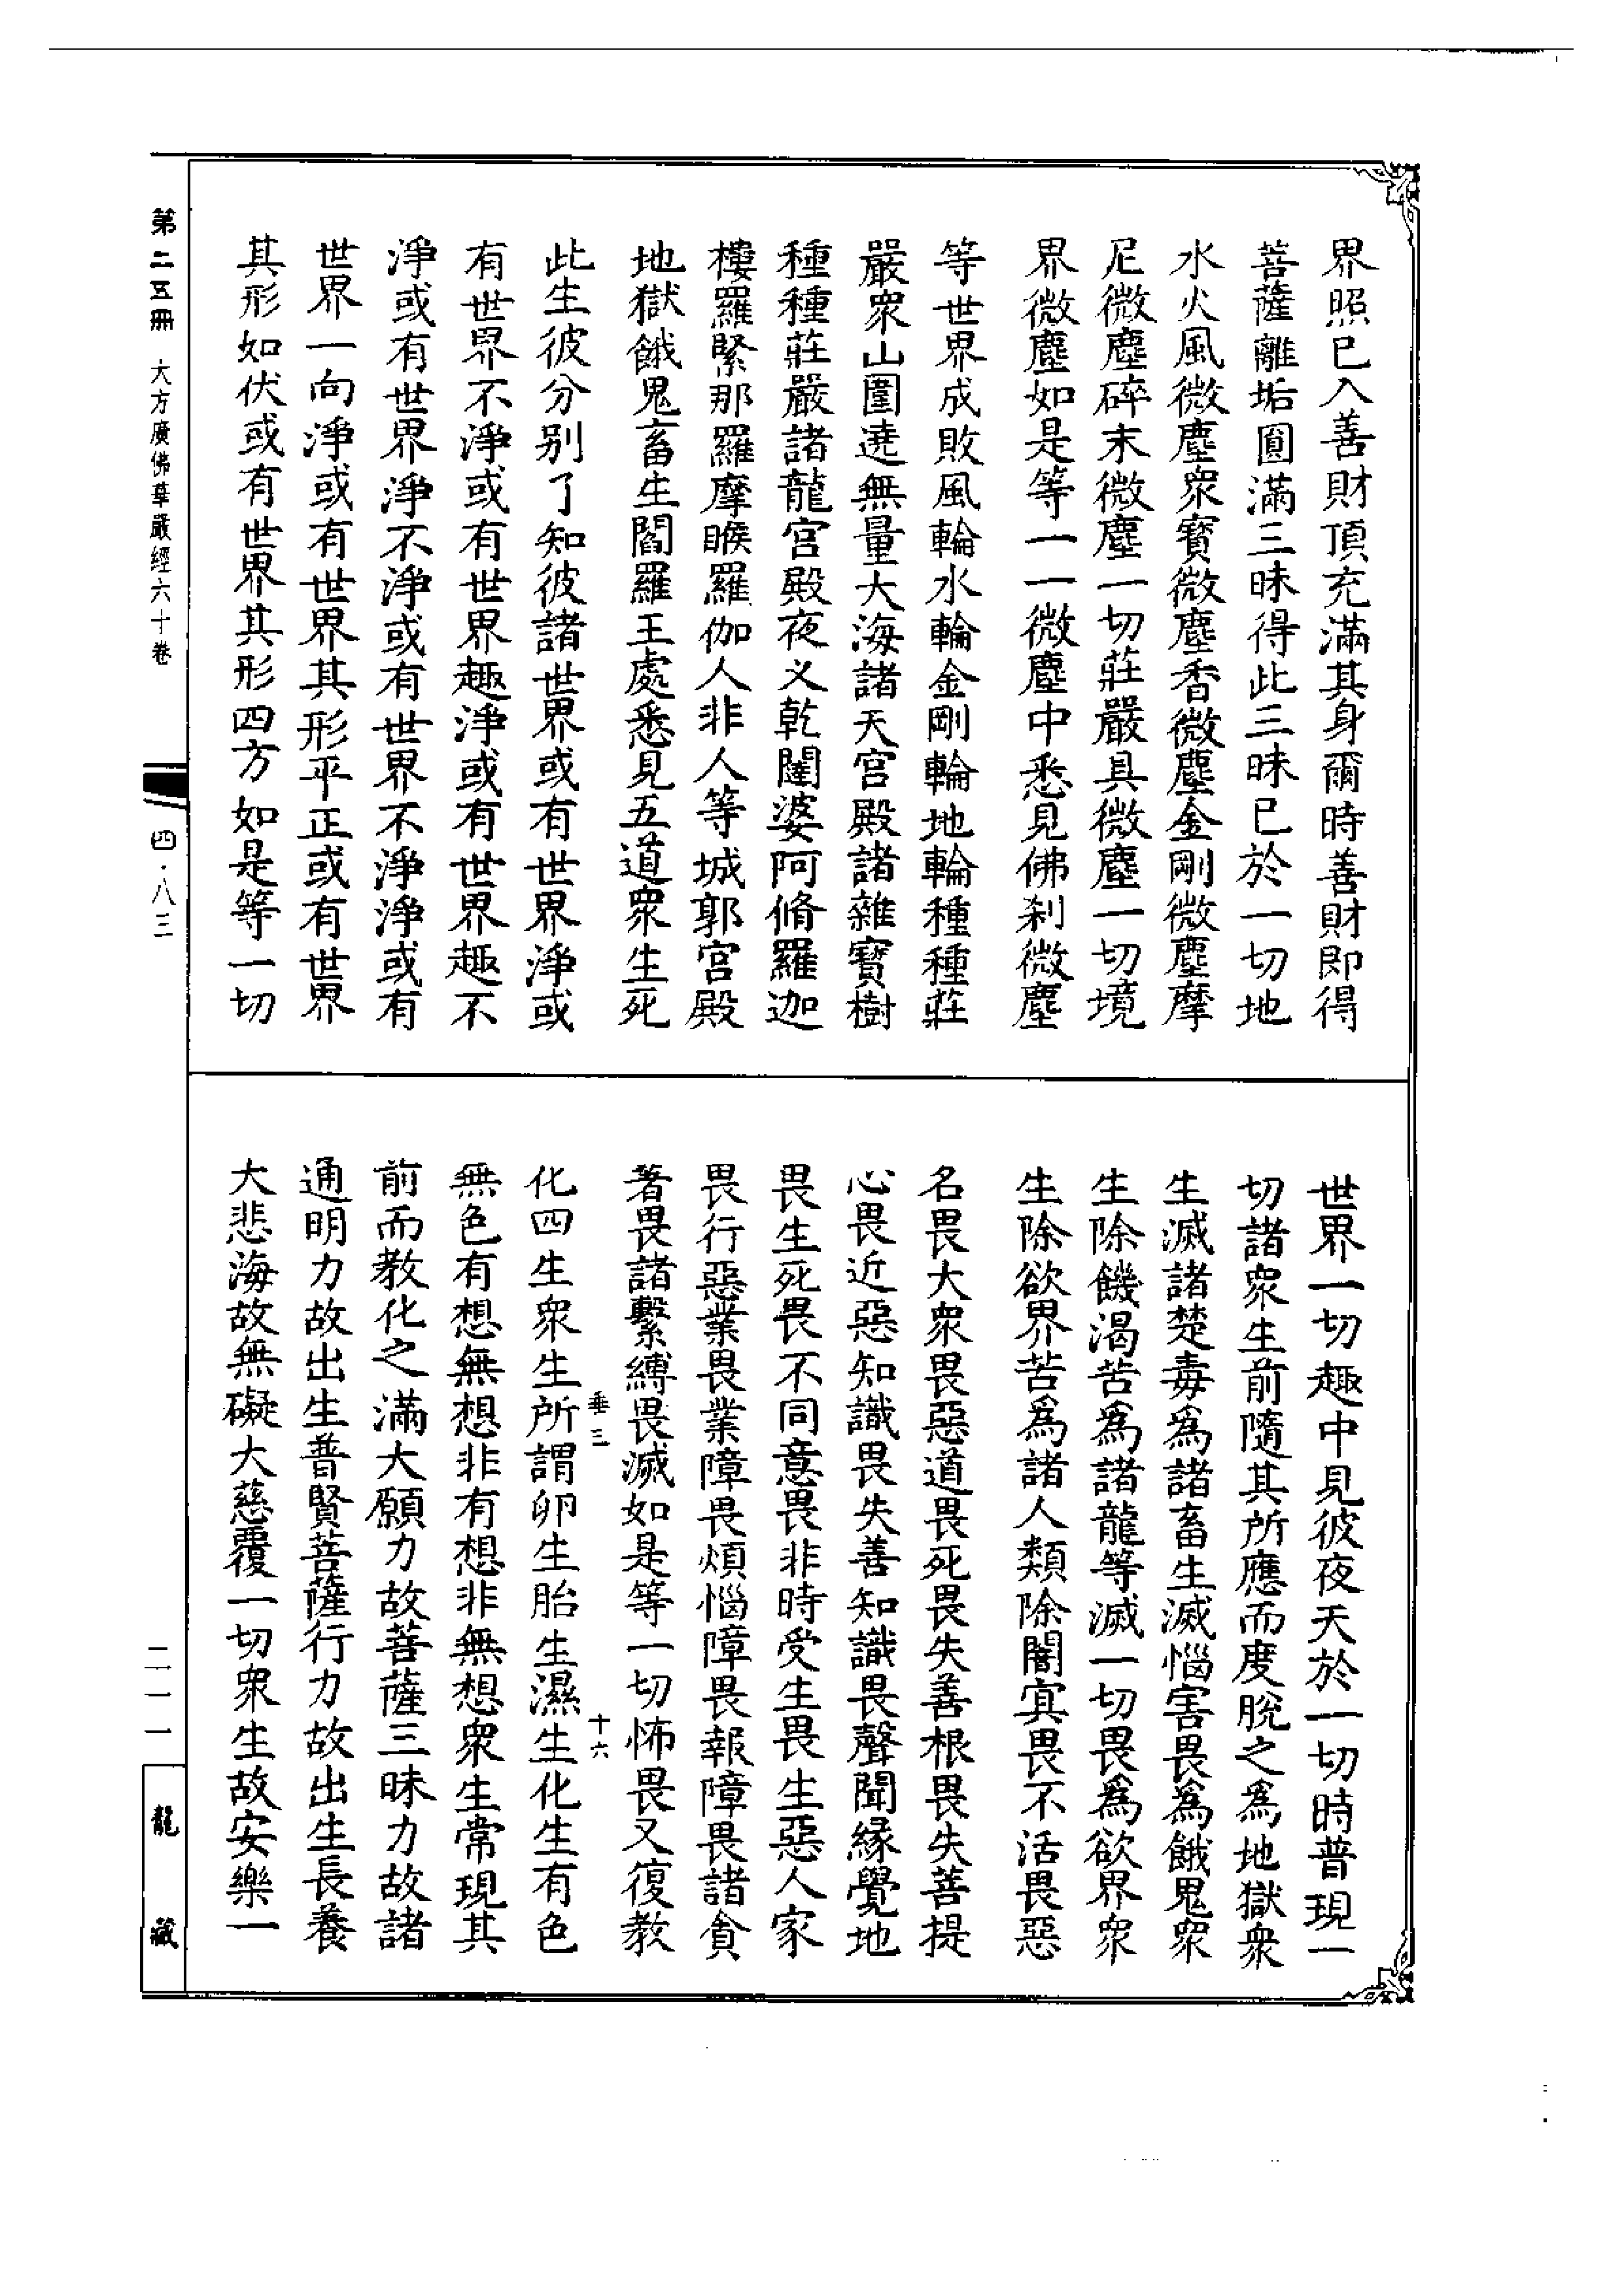 界照已入善財頂充滿其身爾時善財即得
菩薩離垢圓滿三昧得此三昧已於一切地
水火風微塵衆寶微塵香微塵金剛微塵摩
尼微塵碎末微塵一切莊嚴具微塵一切境
界微塵如是等一一微塵中悉見佛刹微塵
等世界成敗風輪水輪金剛輪地輪種種莊
嚴衆山圍遶無量大海諸天宫殿諸雜寶樹
種種莊嚴諸龍宫殿夜义乾闥婆阿脩羅迦
樓羅緊那羅摩睺羅伽人非人等城郭宫殿
地獄餓鬼畜生閻羅王處悉見五道衆生死
此生彼分别了知彼諸世界或有世界淨或
有世界不淨或有世界趣淨或有世界趣不
淨或有世界淨不淨或有世界不淨淨或有
世界一向淨或有世界其形平正或有世界
其形如伏或有世界其形四方如是等一切
世界一切趣中見彼夜天於一切時普現一
切諸衆生前隨其所應而度脫之爲地獄衆
生滅諸楚毒爲諸畜生滅惱害畏爲餓鬼衆
生除饑渴苦爲諸龍等滅一切畏爲欲界衆
生除欲界苦爲諸人類除闇冥畏不活畏惡
名畏大衆畏惡道畏死畏失善根畏失菩提
心畏近惡知識畏失善知識畏聲聞緣覺地
畏生死畏不同意畏非時受生畏生惡人家
畏行惡業畏業障畏煩惱障畏報障畏諸貪
著畏諸繫縛畏滅如是等一切怖畏又復教
垂三
十六
化四生衆生所謂卵生胎生濕生化生有色
無色有想無想非有想非無想衆生常現其
前而教化之滿大願力故菩薩三昧力故諸
通明力故出生普賢菩薩行力故出生長養
大悲海故無礙大慈覆一切衆生故安樂一
第二五冊 大方廣佛華嚴經六十卷
四·八三
二一一
龍藏